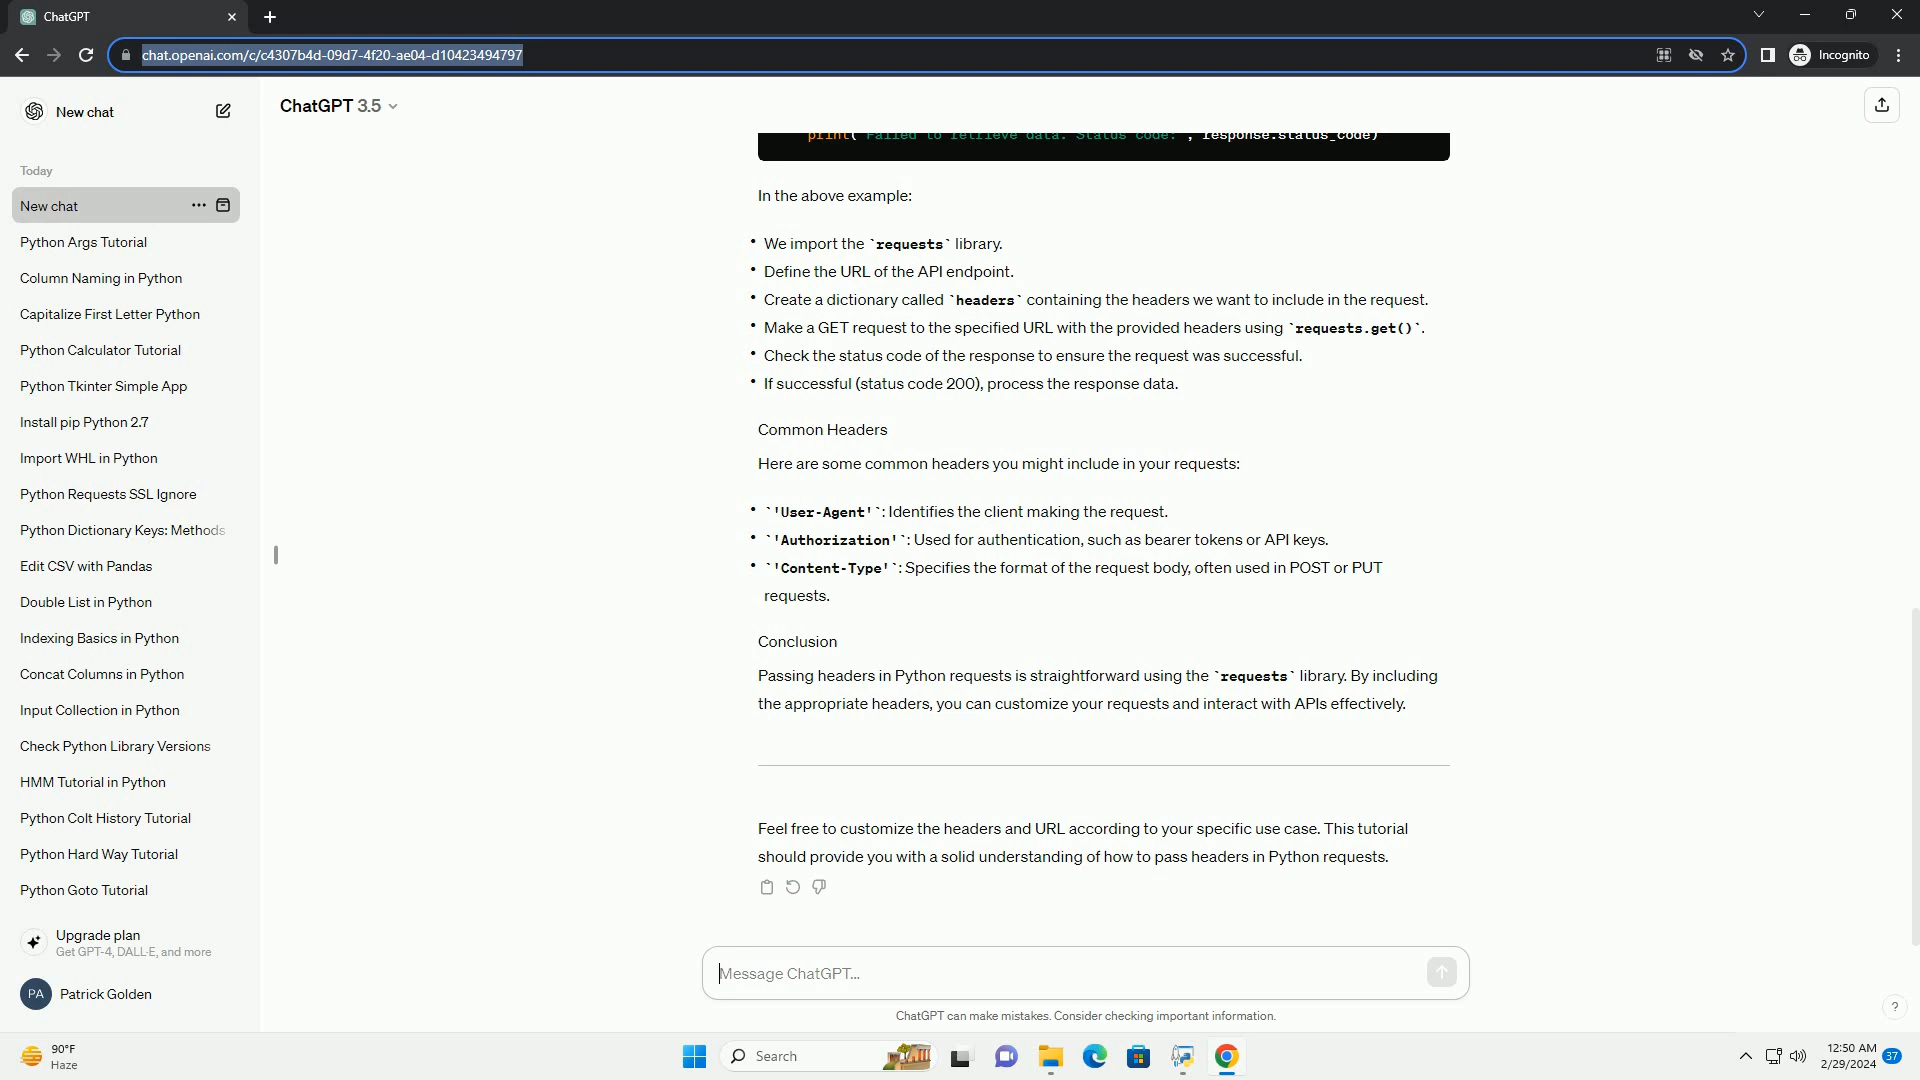 ChatGPT
chat.openai.com/c/c4307b4d-09d7-4f20-ae04-d10423494797
Incognito
New chat
ChatGPT 3.5
Today
New chat
Python Args Tutorial
Column Naming in Python
Capitalize First Letter Python
Python Calculator Tutorial
Python Tkinter Simple App
Install pip Python 2.7
Import WHL in Python
Python Requests SSL Ignore
Python Dictionary Keys: Methods
Edit CSV with Pandas
Double List in Python
Indexing Basics in Python
Concat Columns in Python
Input Collection in Python
Check Python Library Versions
HMM Tutorial in Python
Python Colt History Tutorial
Python Hard Way Tutorial
Python Goto Tutorial
Upgrade plan
Get GPT-4, DALL·E, and more
PA
Patrick Golden
print("Failed to retrieve data. Status code:", response.status_code)
In the above example:
• We import the `requests` library.
• Define the URL of the API endpoint.
• Create a dictionary called `headers` containing the headers we want to include in the request.
• Make a GET request to the specified URL with the provided headers using `requests.get()`.
• Check the status code of the response to ensure the request was successful.
• If successful (status code 200), process the response data.
Common Headers
Here are some common headers you might include in your requests:
• `'User-Agent'`: Identifies the client making the request.
• `'Authorization'`: Used for authentication, such as bearer tokens or API keys.
• `'Content-Type'`: Specifies the format of the request body, often used in POST or PUT
requests.
Conclusion
Passing headers in Python requests is straightforward using the `requests` library. By including
the appropriate headers, you can customize your requests and interact with APIs effectively.
Feel free to customize the headers and URL according to your specific use case. This tutorial
should provide you with a solid understanding of how to pass headers in Python requests.
Message ChatGPT...
ChatGPT can make mistakes. Consider checking important information.
?
90°F
Haze
Search
12:50 AM
2/29/2024
37